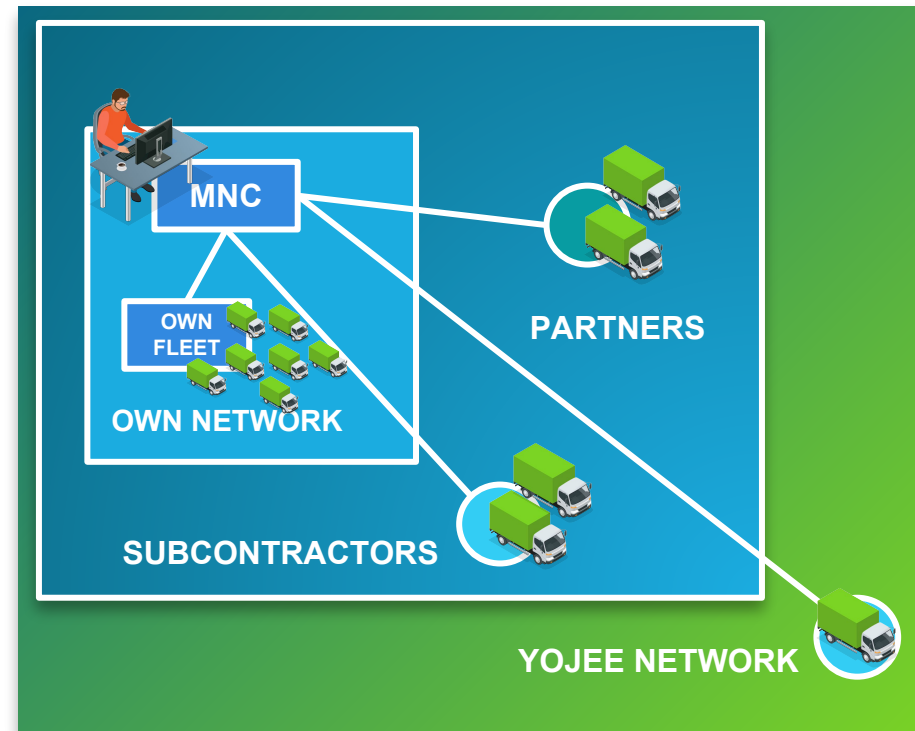 MNC
OWN
FLEET
OWN NETWORK
PARTNERS
SUBCONTRACTORS
YOJEE NETWORK